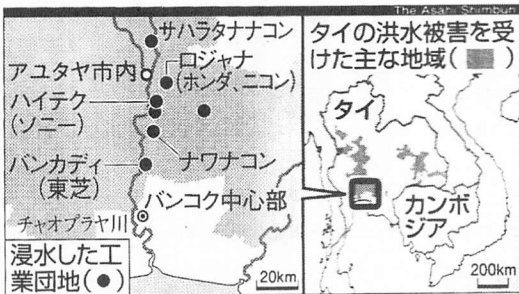 The Asahi Shimbun
サハラタナナコン
アユタヤ市内
ロジャナ
(ホンダ、ニコン)
ハイテク
(ソニー)
バンカディ
(東芝)
ナワナコン
バンコク中心部
チャオプラヤ川
浸水した工
業団地(●)
20km
タイの洪水被害を受
けた主な地域(■)
タイ
カンボ
ジア
200km